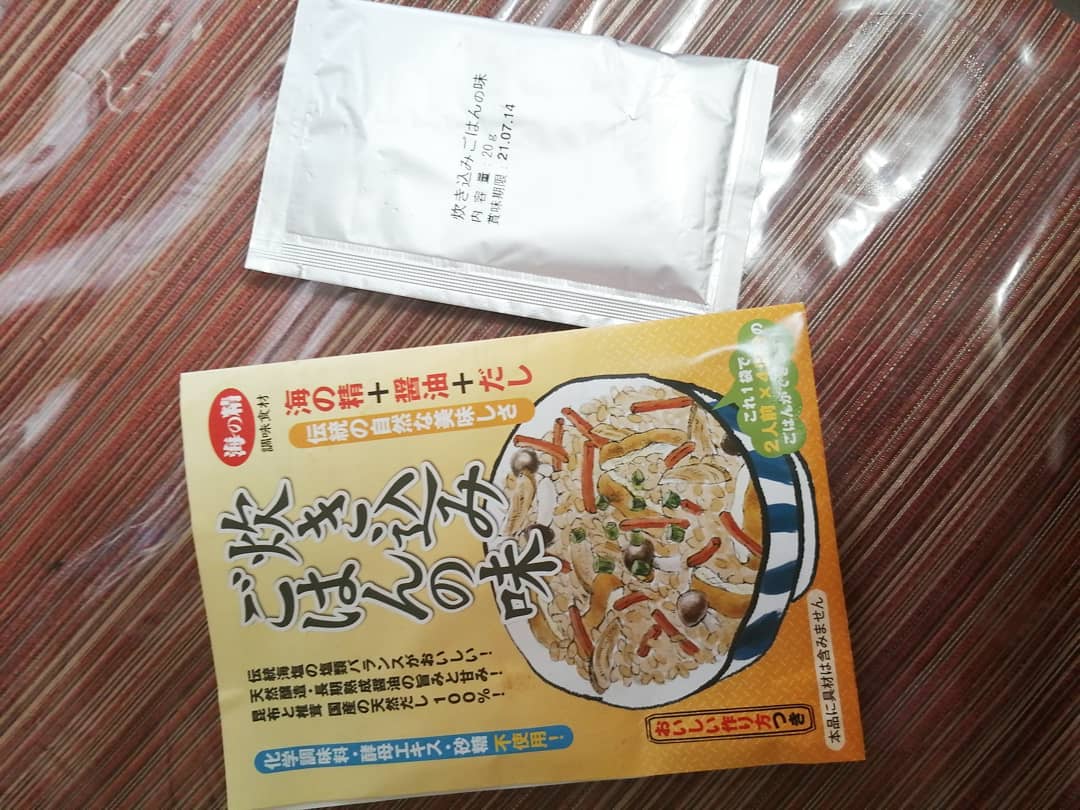 炊き込みごはんの味
内容量:20g
賞味期限:21.07.14
海の精
調味食材
海の精+醤油+だし
伝統の自然な美味しさ
炊き込み
ごはんの味
伝統海塩の塩類バランスがおいしい!
天然醸造・長期熟成醤油の旨みと甘み!
昆布と椎茸 国産の天然だし100%!
化学調味料・酵母エキス・砂糖 不使用!
これ1袋で
2人前×4
ごはんがで
おいしい作り方つき
本品に具材は含みません